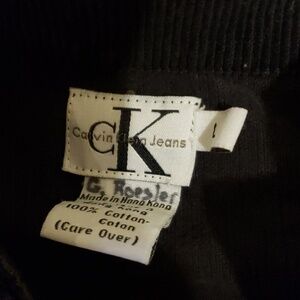 CK
Calvin Klein Jeans
L
G. Roesler
Made in Hong Kong
100% Cotton-
Coton
(Care Over)